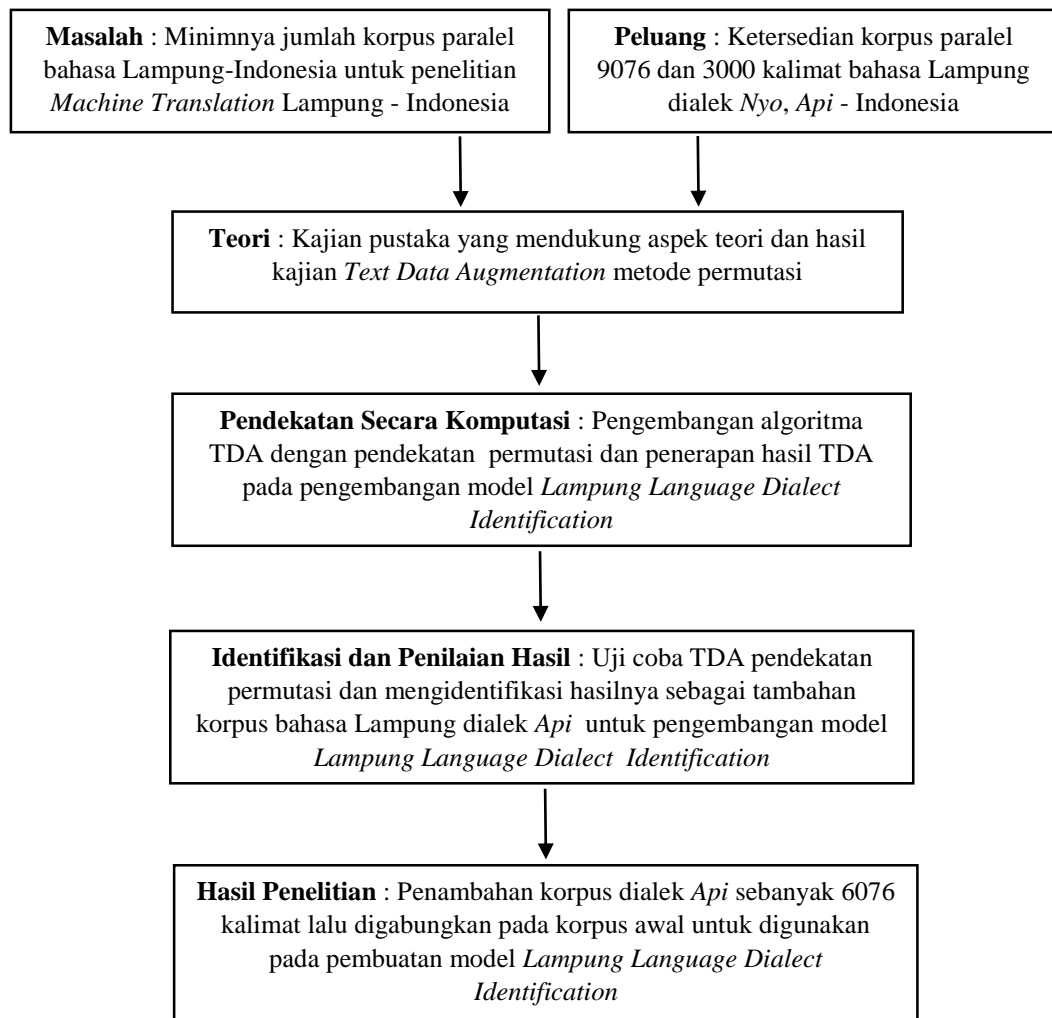 Masalah : Minimnya jumlah korpus paralel
bahasa Lampung-Indonesia untuk penelitian
Machine Translation Lampung - Indonesia
Peluang : Ketersedian korpus paralel
9076 dan 3000 kalimat bahasa Lampung
dialek Nyo, Api - Indonesia
Teori : Kajian pustaka yang mendukung aspek teori dan hasil
kajian Text Data Augmentation metode permutasi
Pendekatan Secara Komputasi : Pengembangan algoritma
TDA dengan pendekatan permutasi dan penerapan hasil TDA
pada pengembangan model Lampung Language Dialect
Identification
Identifikasi dan Penilaian Hasil : Uji coba TDA pendekatan
permutasi dan mengidentifikasi hasilnya sebagai tambahan
korpus bahasa Lampung dialek Api untuk pengembangan model
Lampung Language Dialect Identification
Hasil Penelitian : Penambahan korpus dialek Api sebanyak 6076
kalimat lalu digabungkan pada korpus awal untuk digunakan
pada pembuatan model Lampung Language Dialect
Identification